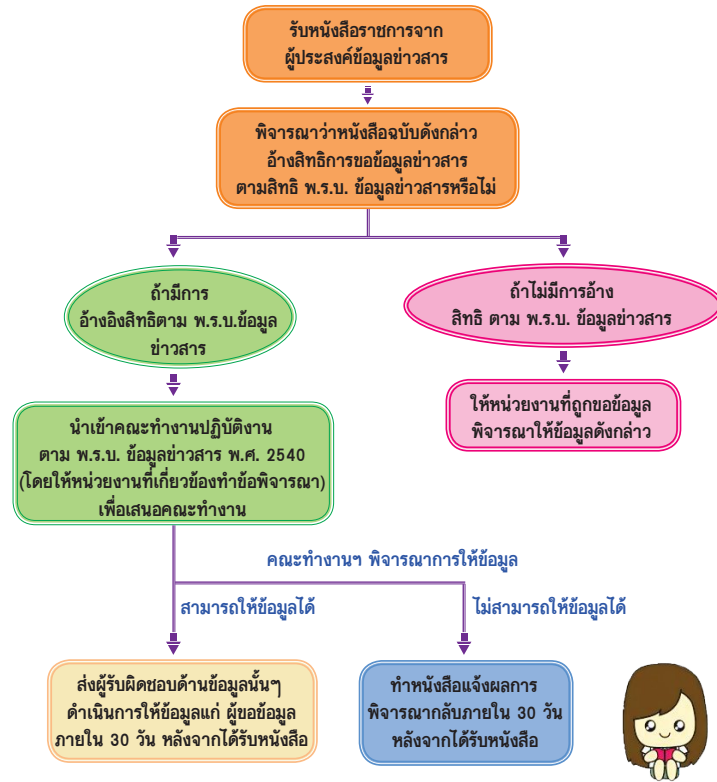 รับหนังสือราชการจาก
ผู้ประสงค์ข้อมูลข่าวสาร
พิจารณาว่าหนังสือฉบับดังกล่าว
อ้างสิทธิการขอข้อมูลข่าวสาร
ตามสิทธิ พ.ร.บ. ข้อมูลข่าวสารหรือไม่
ถ้ามีการ
อ้างอิงสิทธิตาม พ.ร.บ.ข้อมูล
ข่าวสาร
ถ้าไม่มีการอ้าง
สิทธิ ตาม พ.ร.บ. ข้อมูลข่าวสาร
นำเข้าคณะทำงานปฏิบัติงาน
ตาม พ.ร.บ. ข้อมูลข่าวสาร พ.ศ. 2540
(โดยให้หน่วยงานที่เกี่ยวข้องทำข้อพิจารณา)
เพื่อเสนอคณะทำงาน
ให้หน่วยงานที่ถูกขอข้อมูล
พิจารณาให้ข้อมูลดังกล่าว
คณะทำงานฯ พิจารณาการให้ข้อมูล
สามารถให้ข้อมูลได้
ไม่สามารถให้ข้อมูลได้
ส่งผู้รับผิดชอบด้านข้อมูลนั้นๆ
ดำเนินการให้ข้อมูลแก่ ผู้ขอข้อมูล
ภายใน 30 วัน หลังจากได้รับหนังสือ
ทำหนังสือแจ้งผลการ
พิจารณากลับภายใน 30 วัน
หลังจากได้รับหนังสือ